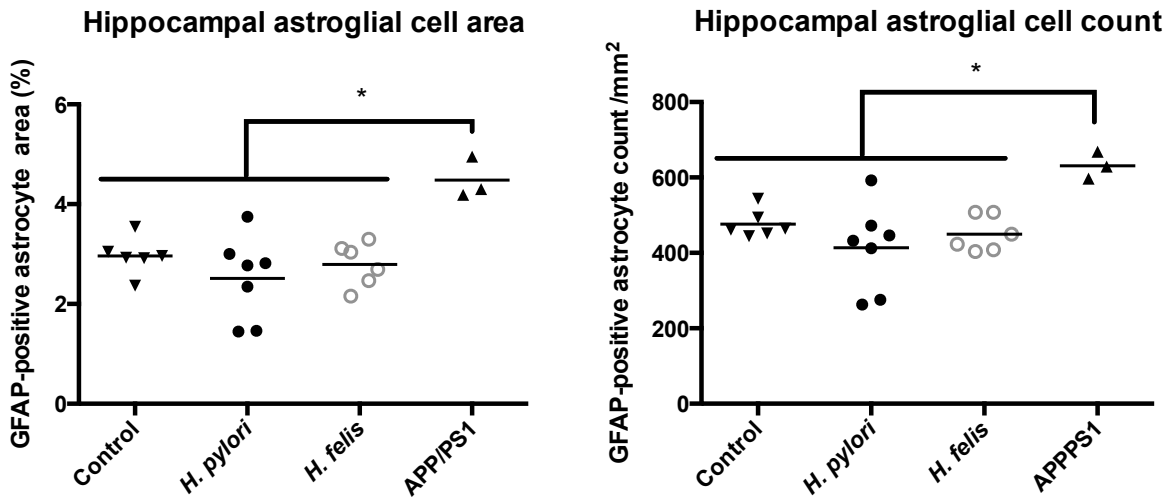 Hippocampal astroglial cell area
GFAP-positive astrocyte area (%)
*
6
4
2
0
Control
H. pylori
H. felis
APP/PS1
Hippocampal astroglial cell count
GFAP-positive astrocyte count /mm²
*
800
600
400
200
0
Control
H. pylori
H. felis
APPPS1